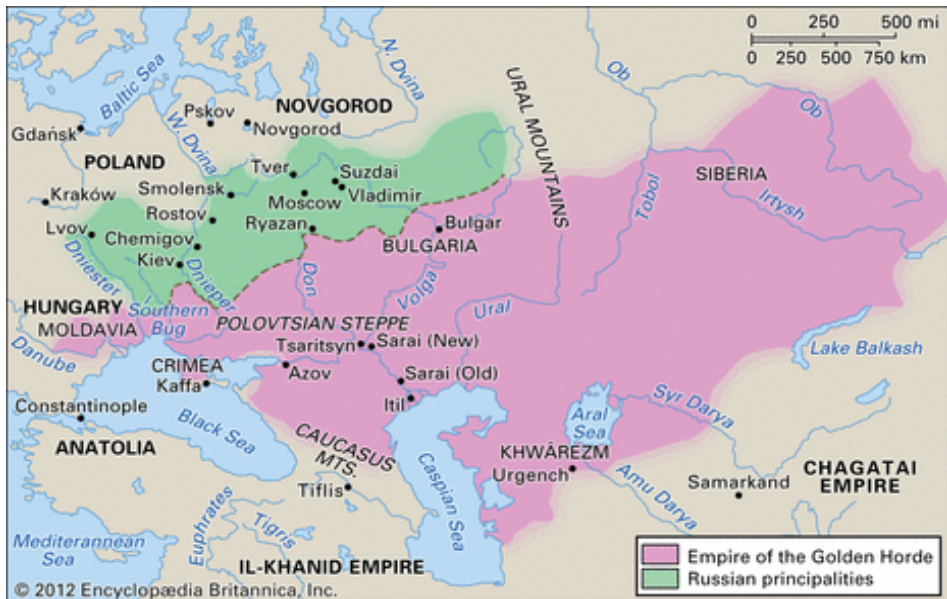 0 250 500 mi
0 250 500 750 km
Baltic Sea
N. Dvina
URAL MOUNTAINS
Ob
Ob
Gdańsk
Pskov
NOVGOROD
Novgorod
W. Dvina
POLAND
Tver
Suzdai
Vladimir
Smolensk
Moscow
Kraków
Rostov
Ryazan
Lvov
Chemigov
Kiev
Bulgar
BULGARIA
SIBERIA
Tobol
Irtysh
Dniester
Dnieper
Don
Volga
Ural
HUNGARY
Southern
Bug
MOLDAVIA
POLOVTSIAN STEPPE
Tsaritsyn
Sarai (New)
Lake Balkash
Danube
CRIMEA
Kaffa
Azov
Sarai (Old)
Itil
Constantinople
Black Sea
Aral
Sea
Syr Darya
ANATOLIA
CAUCASUS
MTS.
Caspian Sea
KHWĀREZM
Urgench
Tiflis
Amu Darya
Samarkand
CHAGATAI
EMPIRE
Euphrates
Tigris
Mediterranean
Sea
IL-KHANID EMPIRE
Empire of the Golden Horde
Russian principalities
© 2012 Encyclopædia Britannica, Inc.